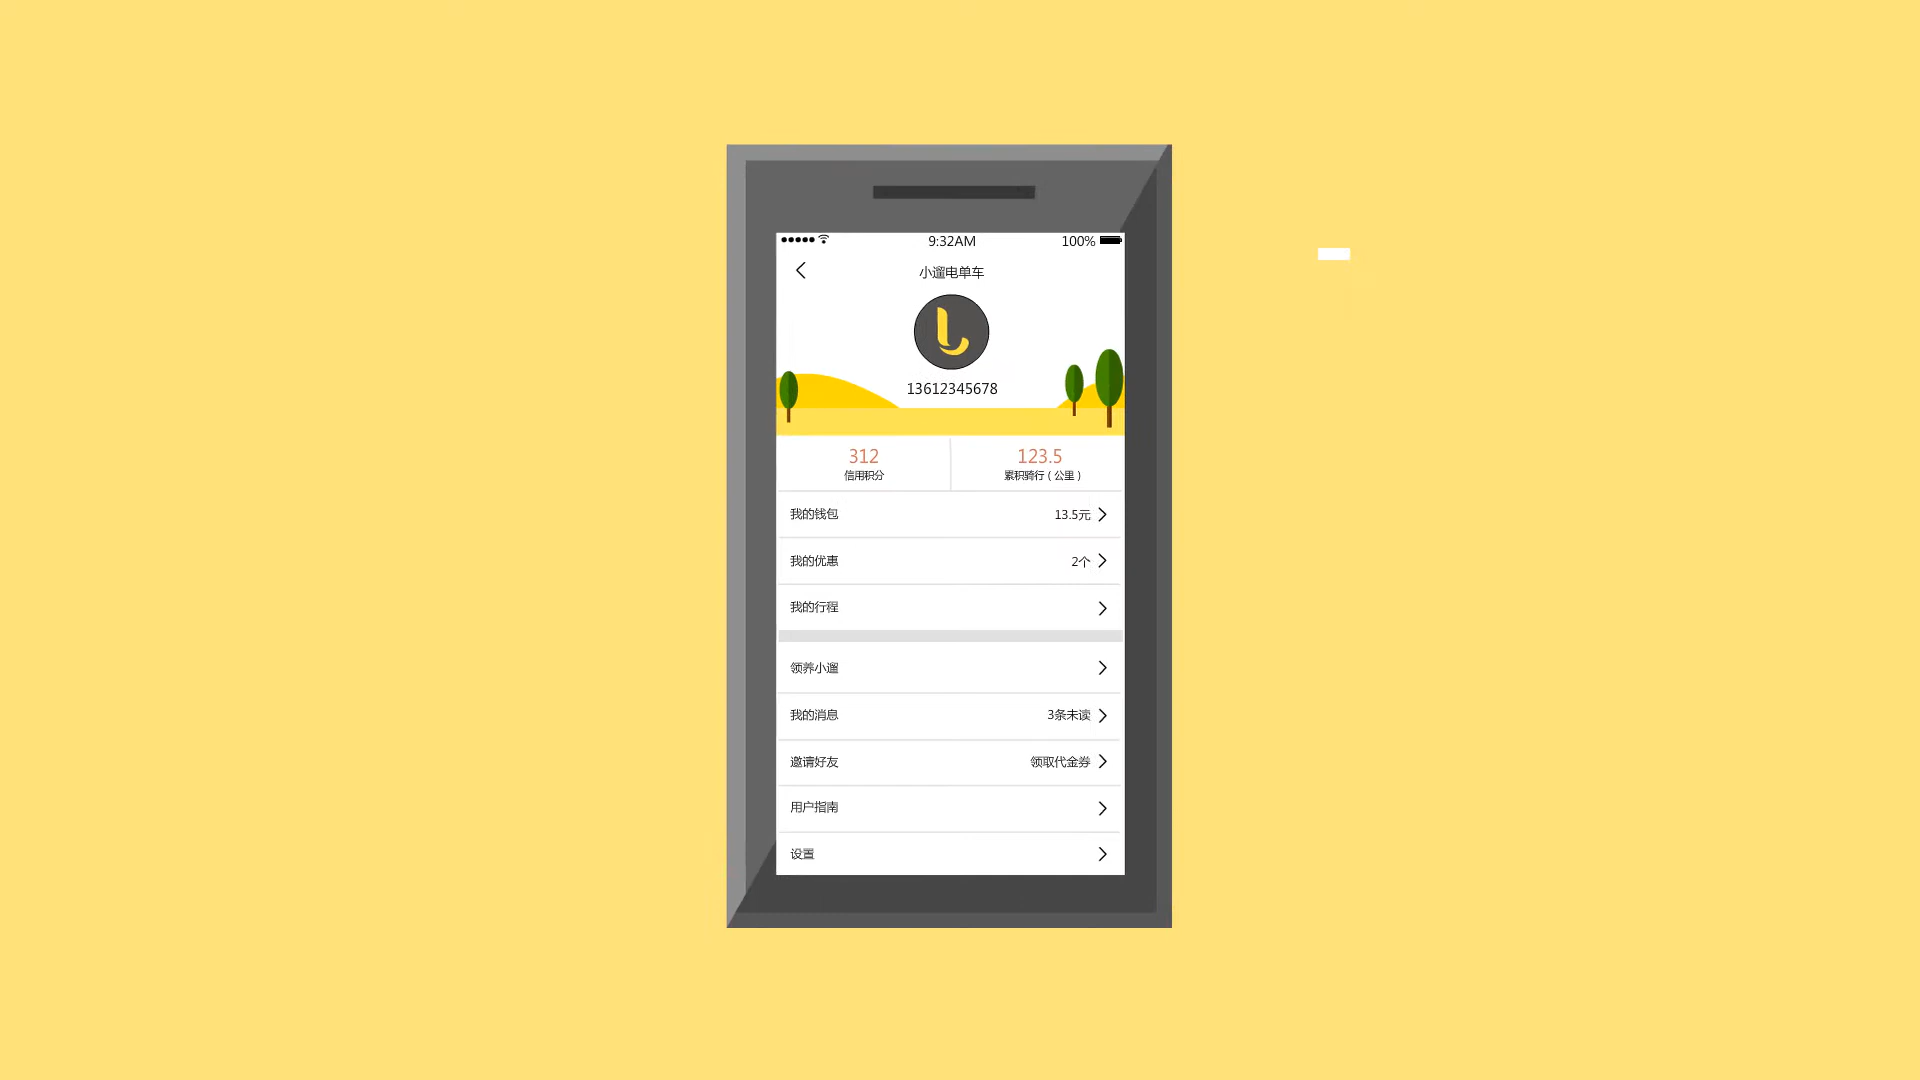 9:32AM 100%
小遛电单车
13612345678
312 123.5
信用积分 累积骑行（公里）
我的钱包 13.5元
我的优惠 2个
我的行程
领养小遛
我的消息 3条未读
邀请好友 领取代金券
用户指南
设置